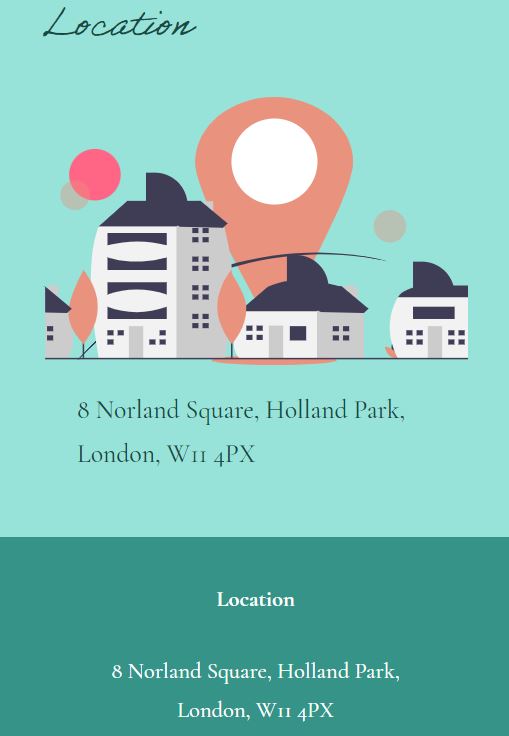 Location
8 Norland Square, Holland Park,
London, W11 4PX
Location
8 Norland Square, Holland Park,
London, W11 4PX